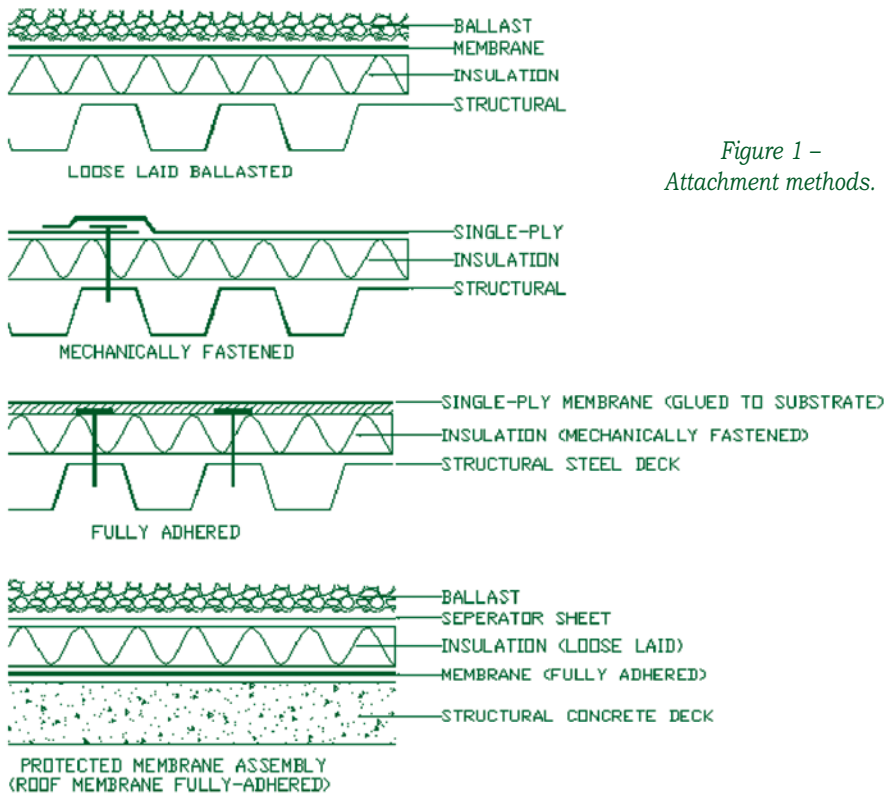 BALLAST
MEMBRANE
INSULATION
STRUCTURAL
LOOSE LAID BALLASTED
Figure 1 –
Attachment methods.
SINGLE-PLY
INSULATION
STRUCTURAL
MECHANICALLY FASTENED
SINGLE-PLY MEMBRANE (GLUED TO SUBSTRATE)
INSULATION (MECHANICALLY FASTENED)
STRUCTURAL STEEL DECK
FULLY ADHERED
BALLAST
SEPERATOR SHEET
INSULATION (LOOSE LAID)
MEMBRANE (FULLY ADHERED)
STRUCTURAL CONCRETE DECK
PROTECTED MEMBRANE ASSEMBLY
(ROOF MEMBRANE FULLY-ADHERED)